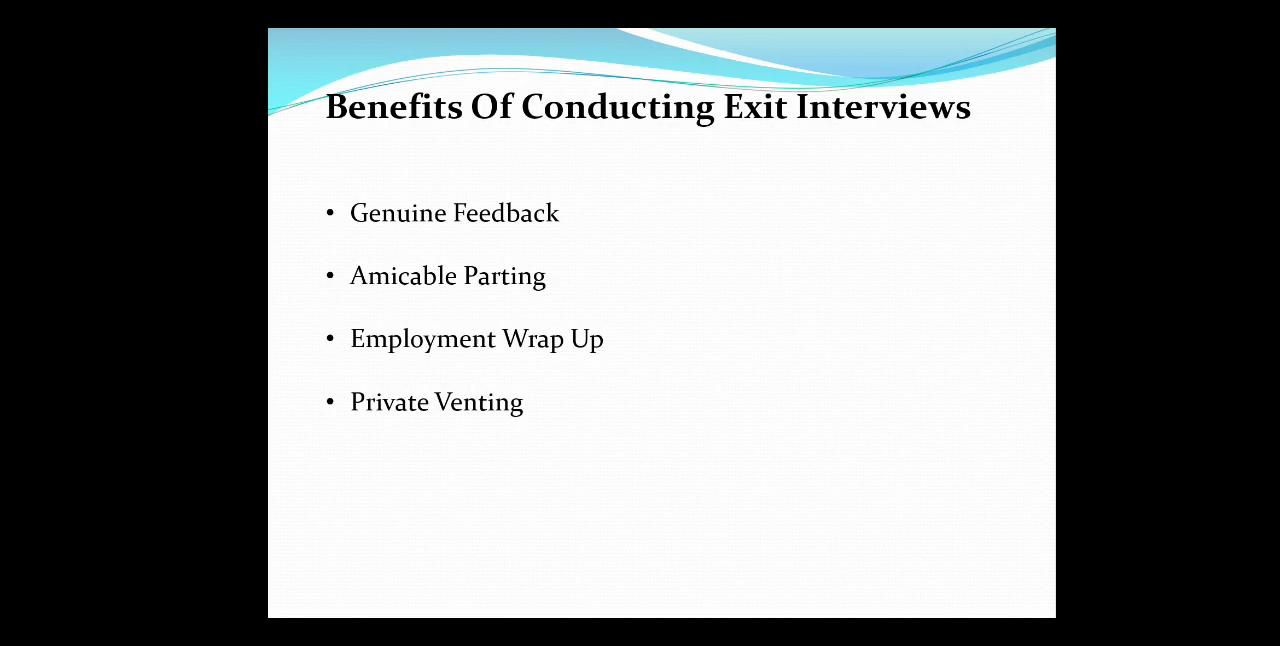 Benefits Of Conducting Exit Interviews
• Genuine Feedback
• Amicable Parting
• Employment Wrap Up
• Private Venting